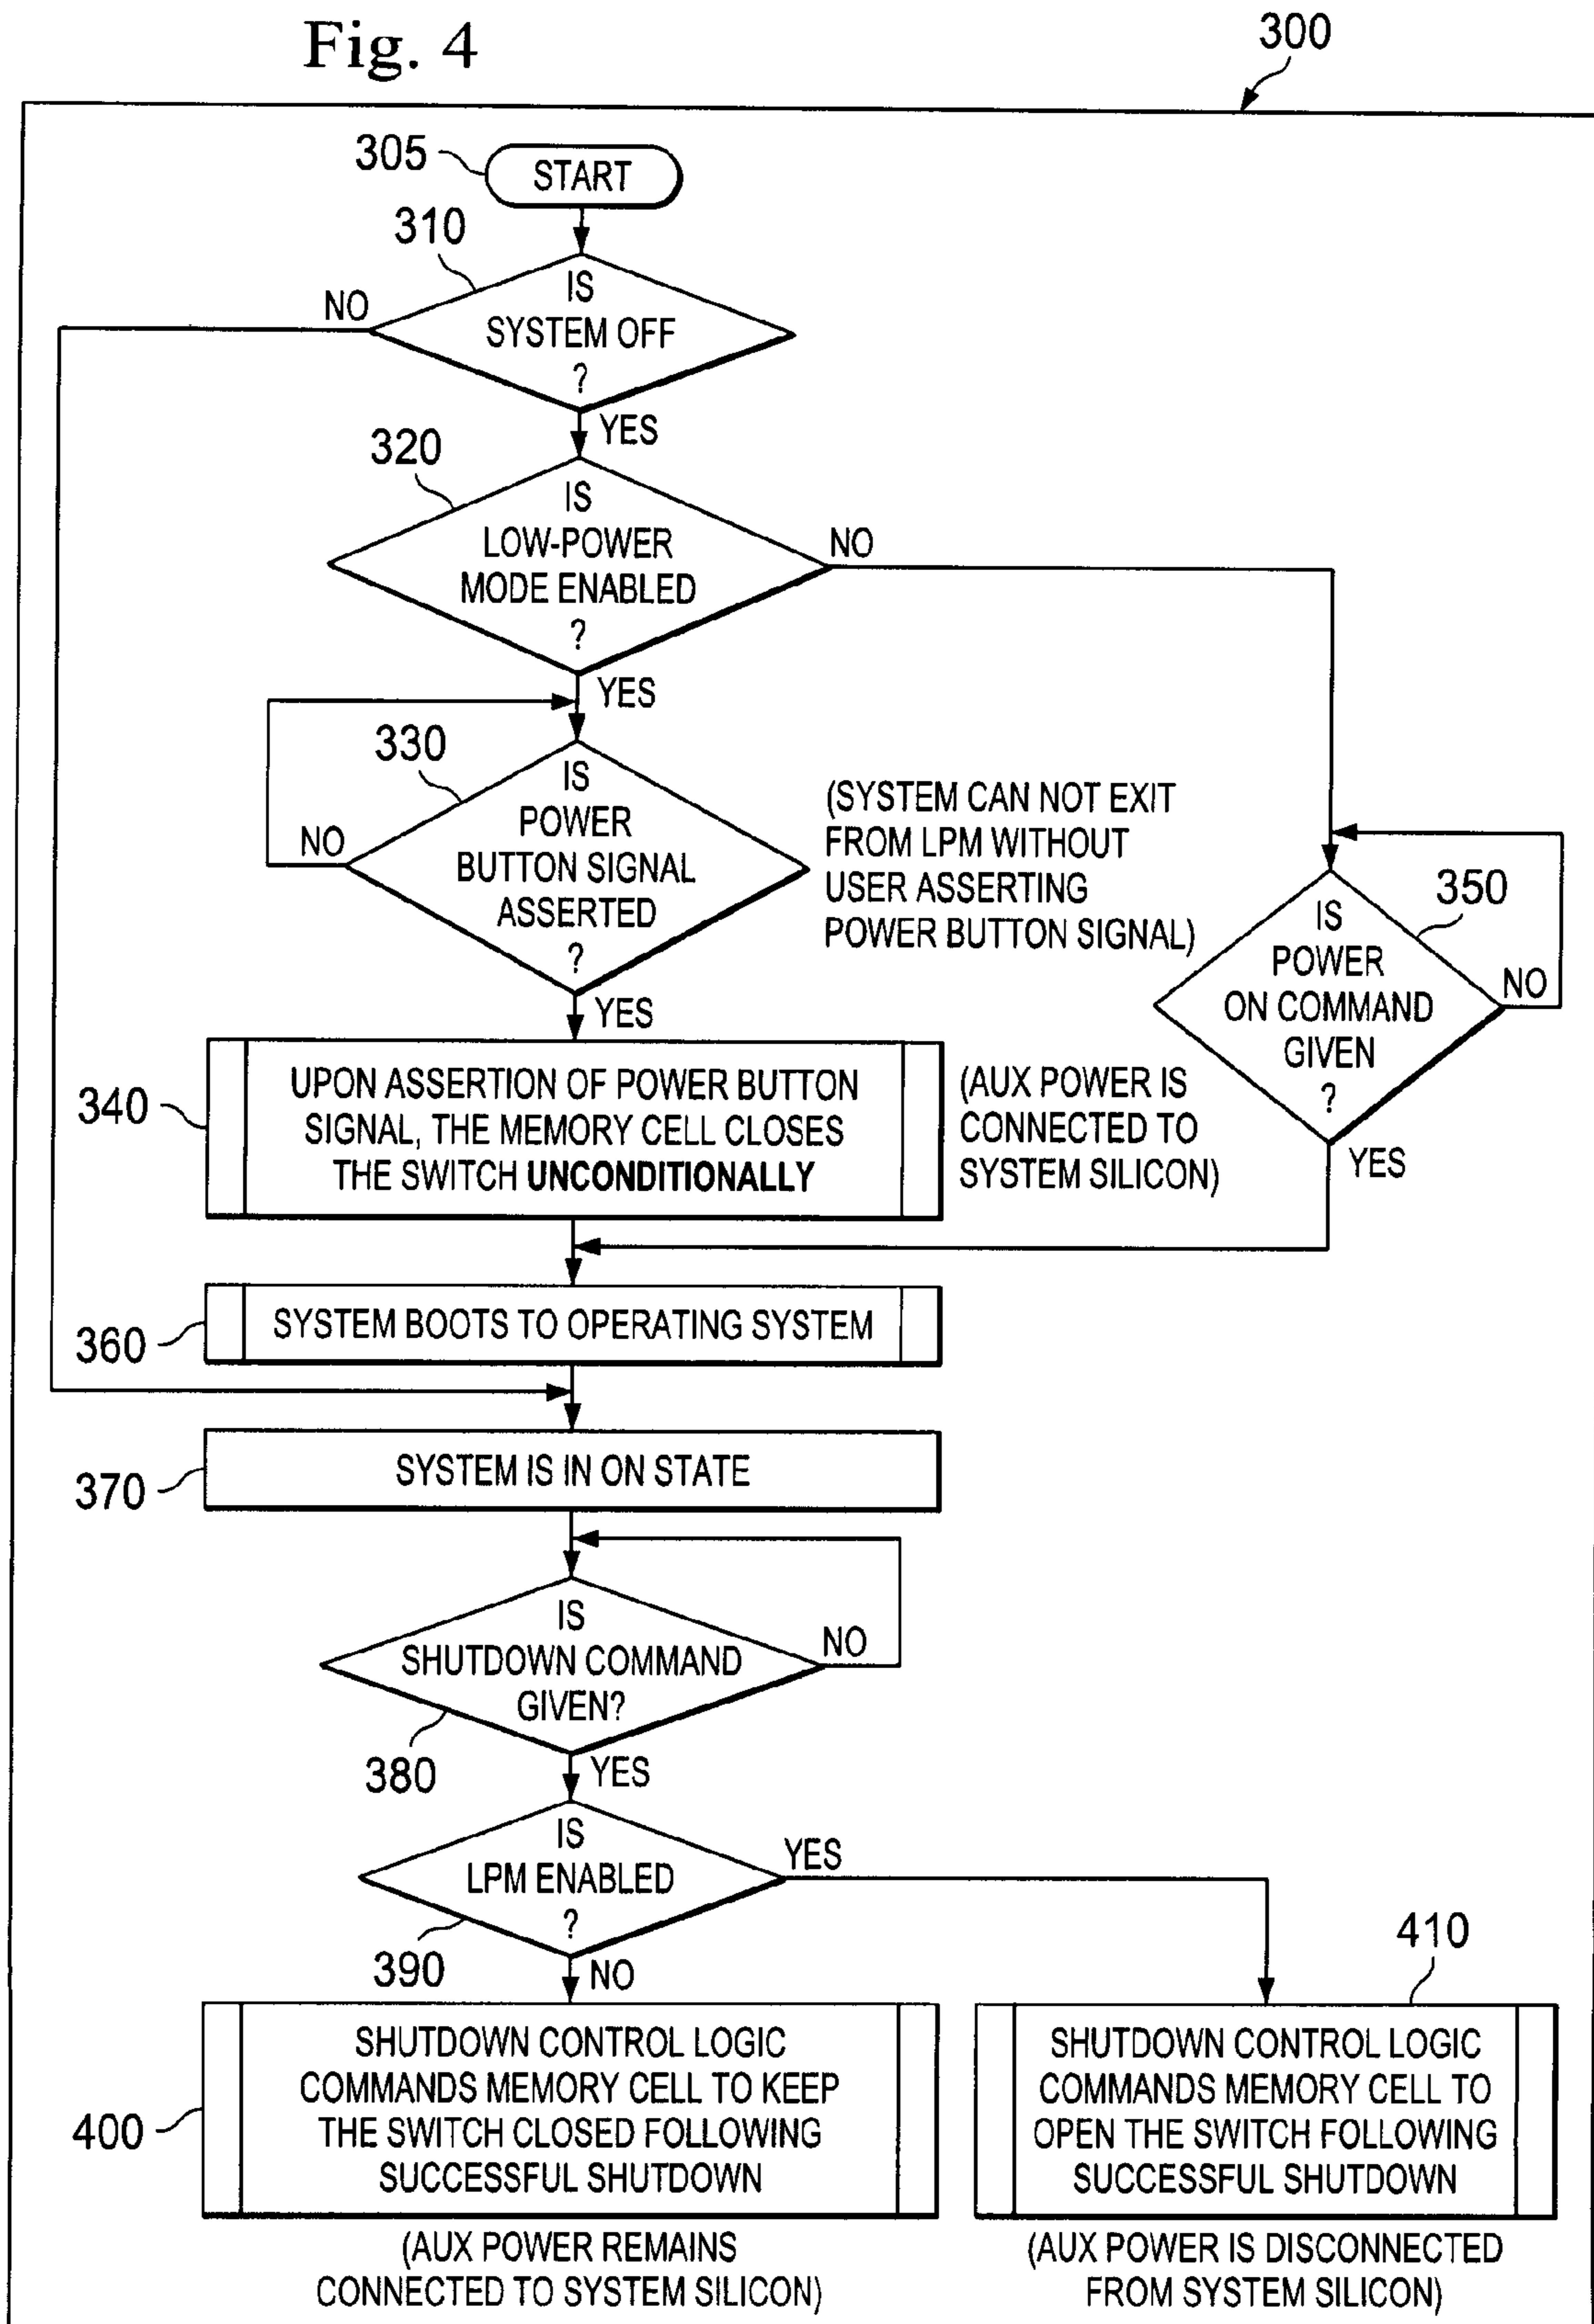 Fig. 4
300
305
START
310
IS
SYSTEM OFF
?
NO
YES
320
IS
LOW-POWER
MODE ENABLED
?
NO
YES
330
IS
POWER
BUTTON SIGNAL
ASSERTED
?
NO
(SYSTEM CAN NOT EXIT
FROM LPM WITHOUT
USER ASSERTING
POWER BUTTON SIGNAL)
350
IS
POWER
ON COMMAND
GIVEN
?
NO
YES
YES
340
UPON ASSERTION OF POWER BUTTON
SIGNAL, THE MEMORY CELL CLOSES
THE SWITCH UNCONDITIONALLY
(AUX POWER IS
CONNECTED TO
SYSTEM SILICON)
360
SYSTEM BOOTS TO OPERATING SYSTEM
370
SYSTEM IS IN ON STATE
IS
SHUTDOWN COMMAND
GIVEN?
NO
380
YES
IS
LPM ENABLED
?
YES
390
NO
410
400
SHUTDOWN CONTROL LOGIC
COMMANDS MEMORY CELL TO KEEP
THE SWITCH CLOSED FOLLOWING
SUCCESSFUL SHUTDOWN
(AUX POWER REMAINS
CONNECTED TO SYSTEM SILICON)
SHUTDOWN CONTROL LOGIC
COMMANDS MEMORY CELL TO
OPEN THE SWITCH FOLLOWING
SUCCESSFUL SHUTDOWN
(AUX POWER IS DISCONNECTED
FROM SYSTEM SILICON)